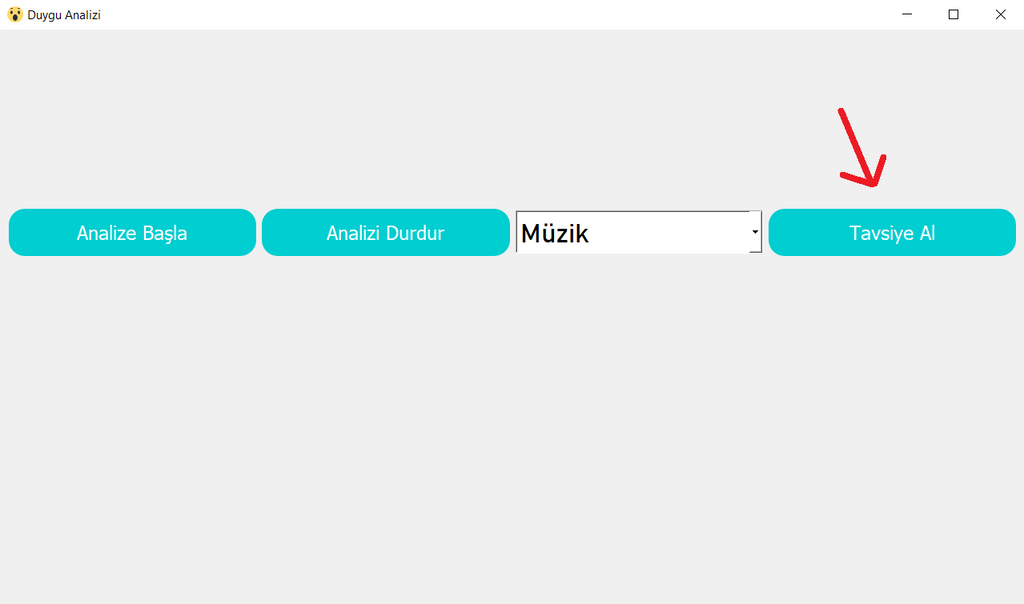 Duygu Analizi
Analize Başla
Analizi Durdur
Müzik
Tavsiye Al